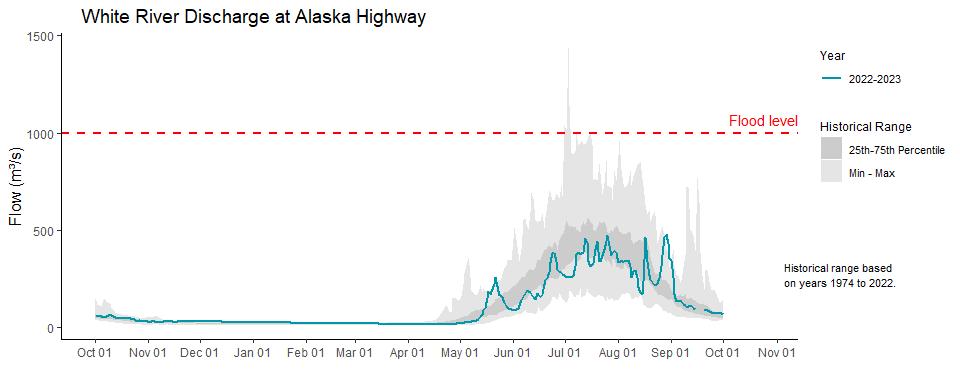 White River Discharge at Alaska Highway
Flow (m³/s)
1500
1000
500
0
Flood level
Oct 01 Nov 01 Dec 01 Jan 01 Feb 01 Mar 01 Apr 01 May 01 Jun 01 Jul 01 Aug 01 Sep 01 Oct 01 Nov 01
Year
2022-2023
Historical Range
25th-75th Percentile
Min - Max
Historical range based
on years 1974 to 2022.